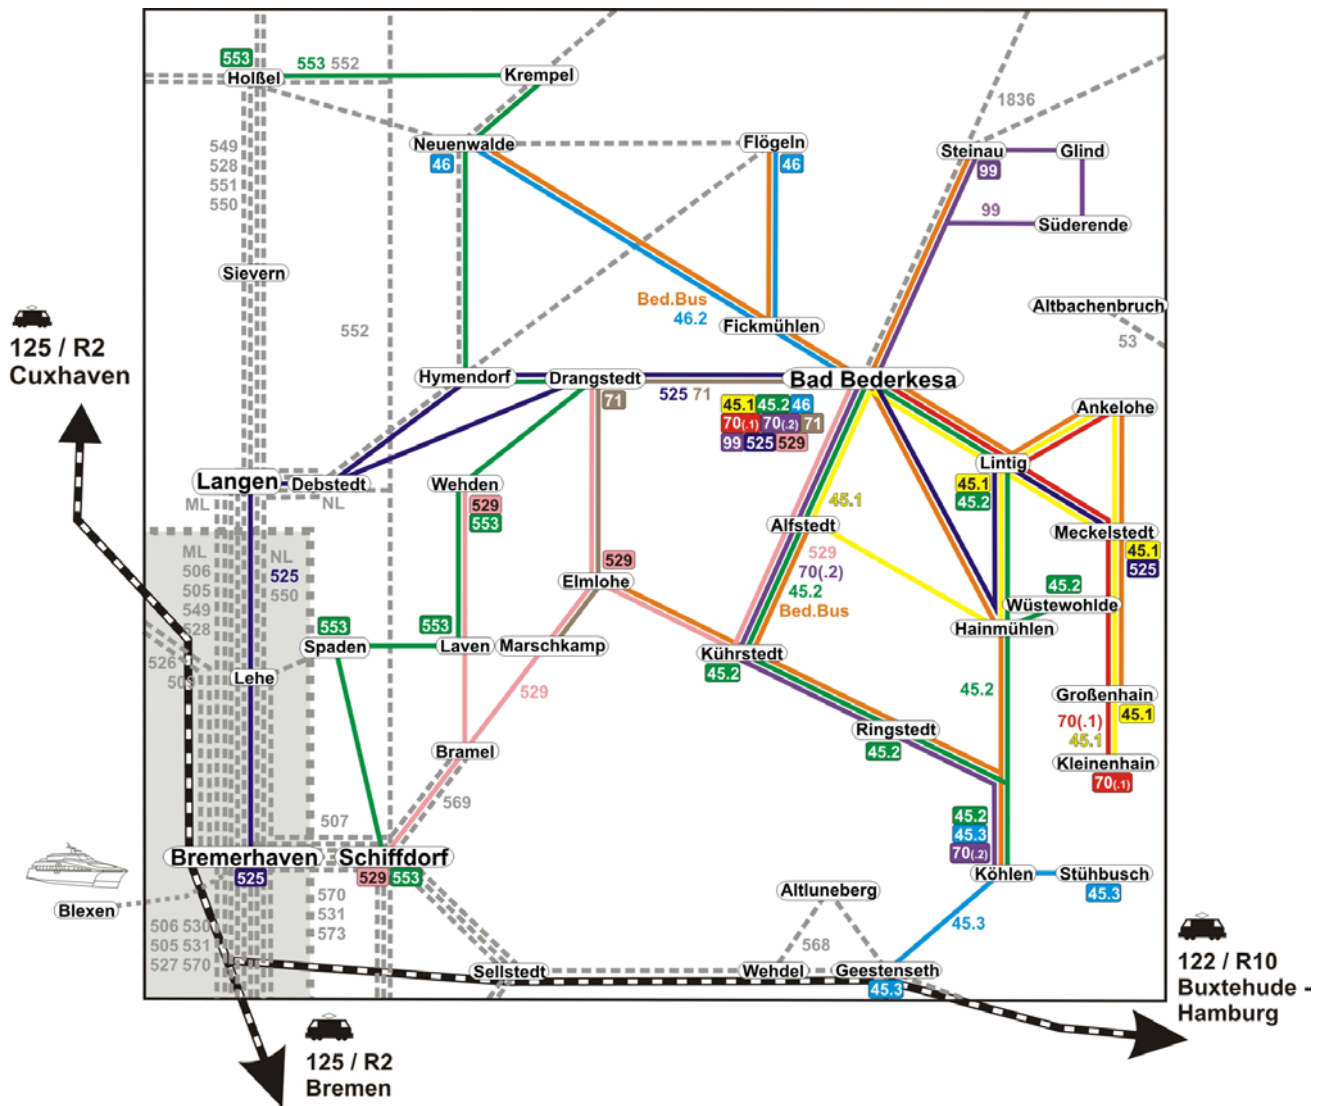 553
553 552
Holßel
Krempel
1836
549
528
551
550
Neuenwalde
46
Flögeln
46
Steinau
99
Glind
99
Süderende
Sievern
Bed.Bus
46.2
Altbachenbruch
53
125 / R2
Cuxhaven
552
Fickmühlen
Hymendorf
Drangstedt
71
525 71
Bad Bederkesa
45.1 45.2 46
70(.1) 70(.2) 71
99 525 529
Ankelohe
Lintig
45.1
45.2
Langen
Debstedt
ML
NL
Wehden
529
553
45.1
Alfstedt
Meckelstedt
45.1
525
ML
506
505
549
528
NL
525
550
529
70(.2)
45.2
Bed.Bus
529
Elmlohe
45.2
Wüstewohlde
Hainmühlen
553
Spaden
553
Laven
Marschkamp
Kührstedt
45.2
526
509
Lehe
529
45.2
Großenhain
45.1
70(.1)
45.1
Ringstedt
45.2
Bramel
Kleinenhain
70(.1)
569
507
45.2
45.3
70(.2)
Bremerhaven
525
Schiffdorf
529 553
Köhlen
Stühbusch
45.3
Blexen
Altluneberg
570
531
573
506 530
505 531
527 570
45.3
568
Sellstedt
Wehdel
Geestenseth
45.3
122 / R10
Buxtehude -
Hamburg
125 / R2
Bremen